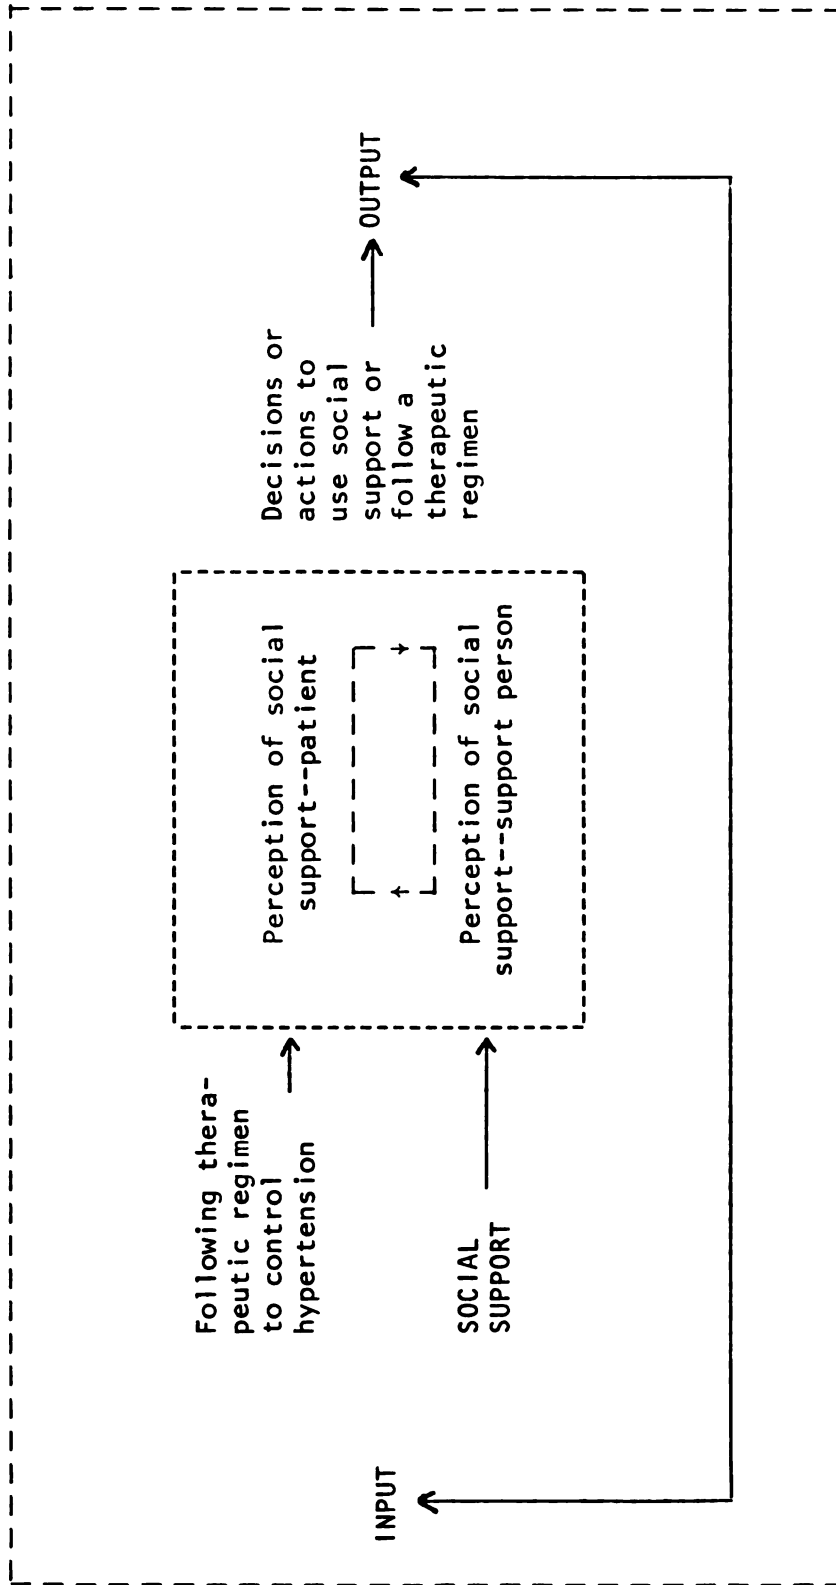 INPUT
Following thera-
peutic regimen
to control
hypertension
SOCIAL
SUPPORT
Perception of social
support--patient
Perception of social
support--support person
Decisions or
actions to
use social
support or
follow a
therapeutic
regimen
OUTPUT